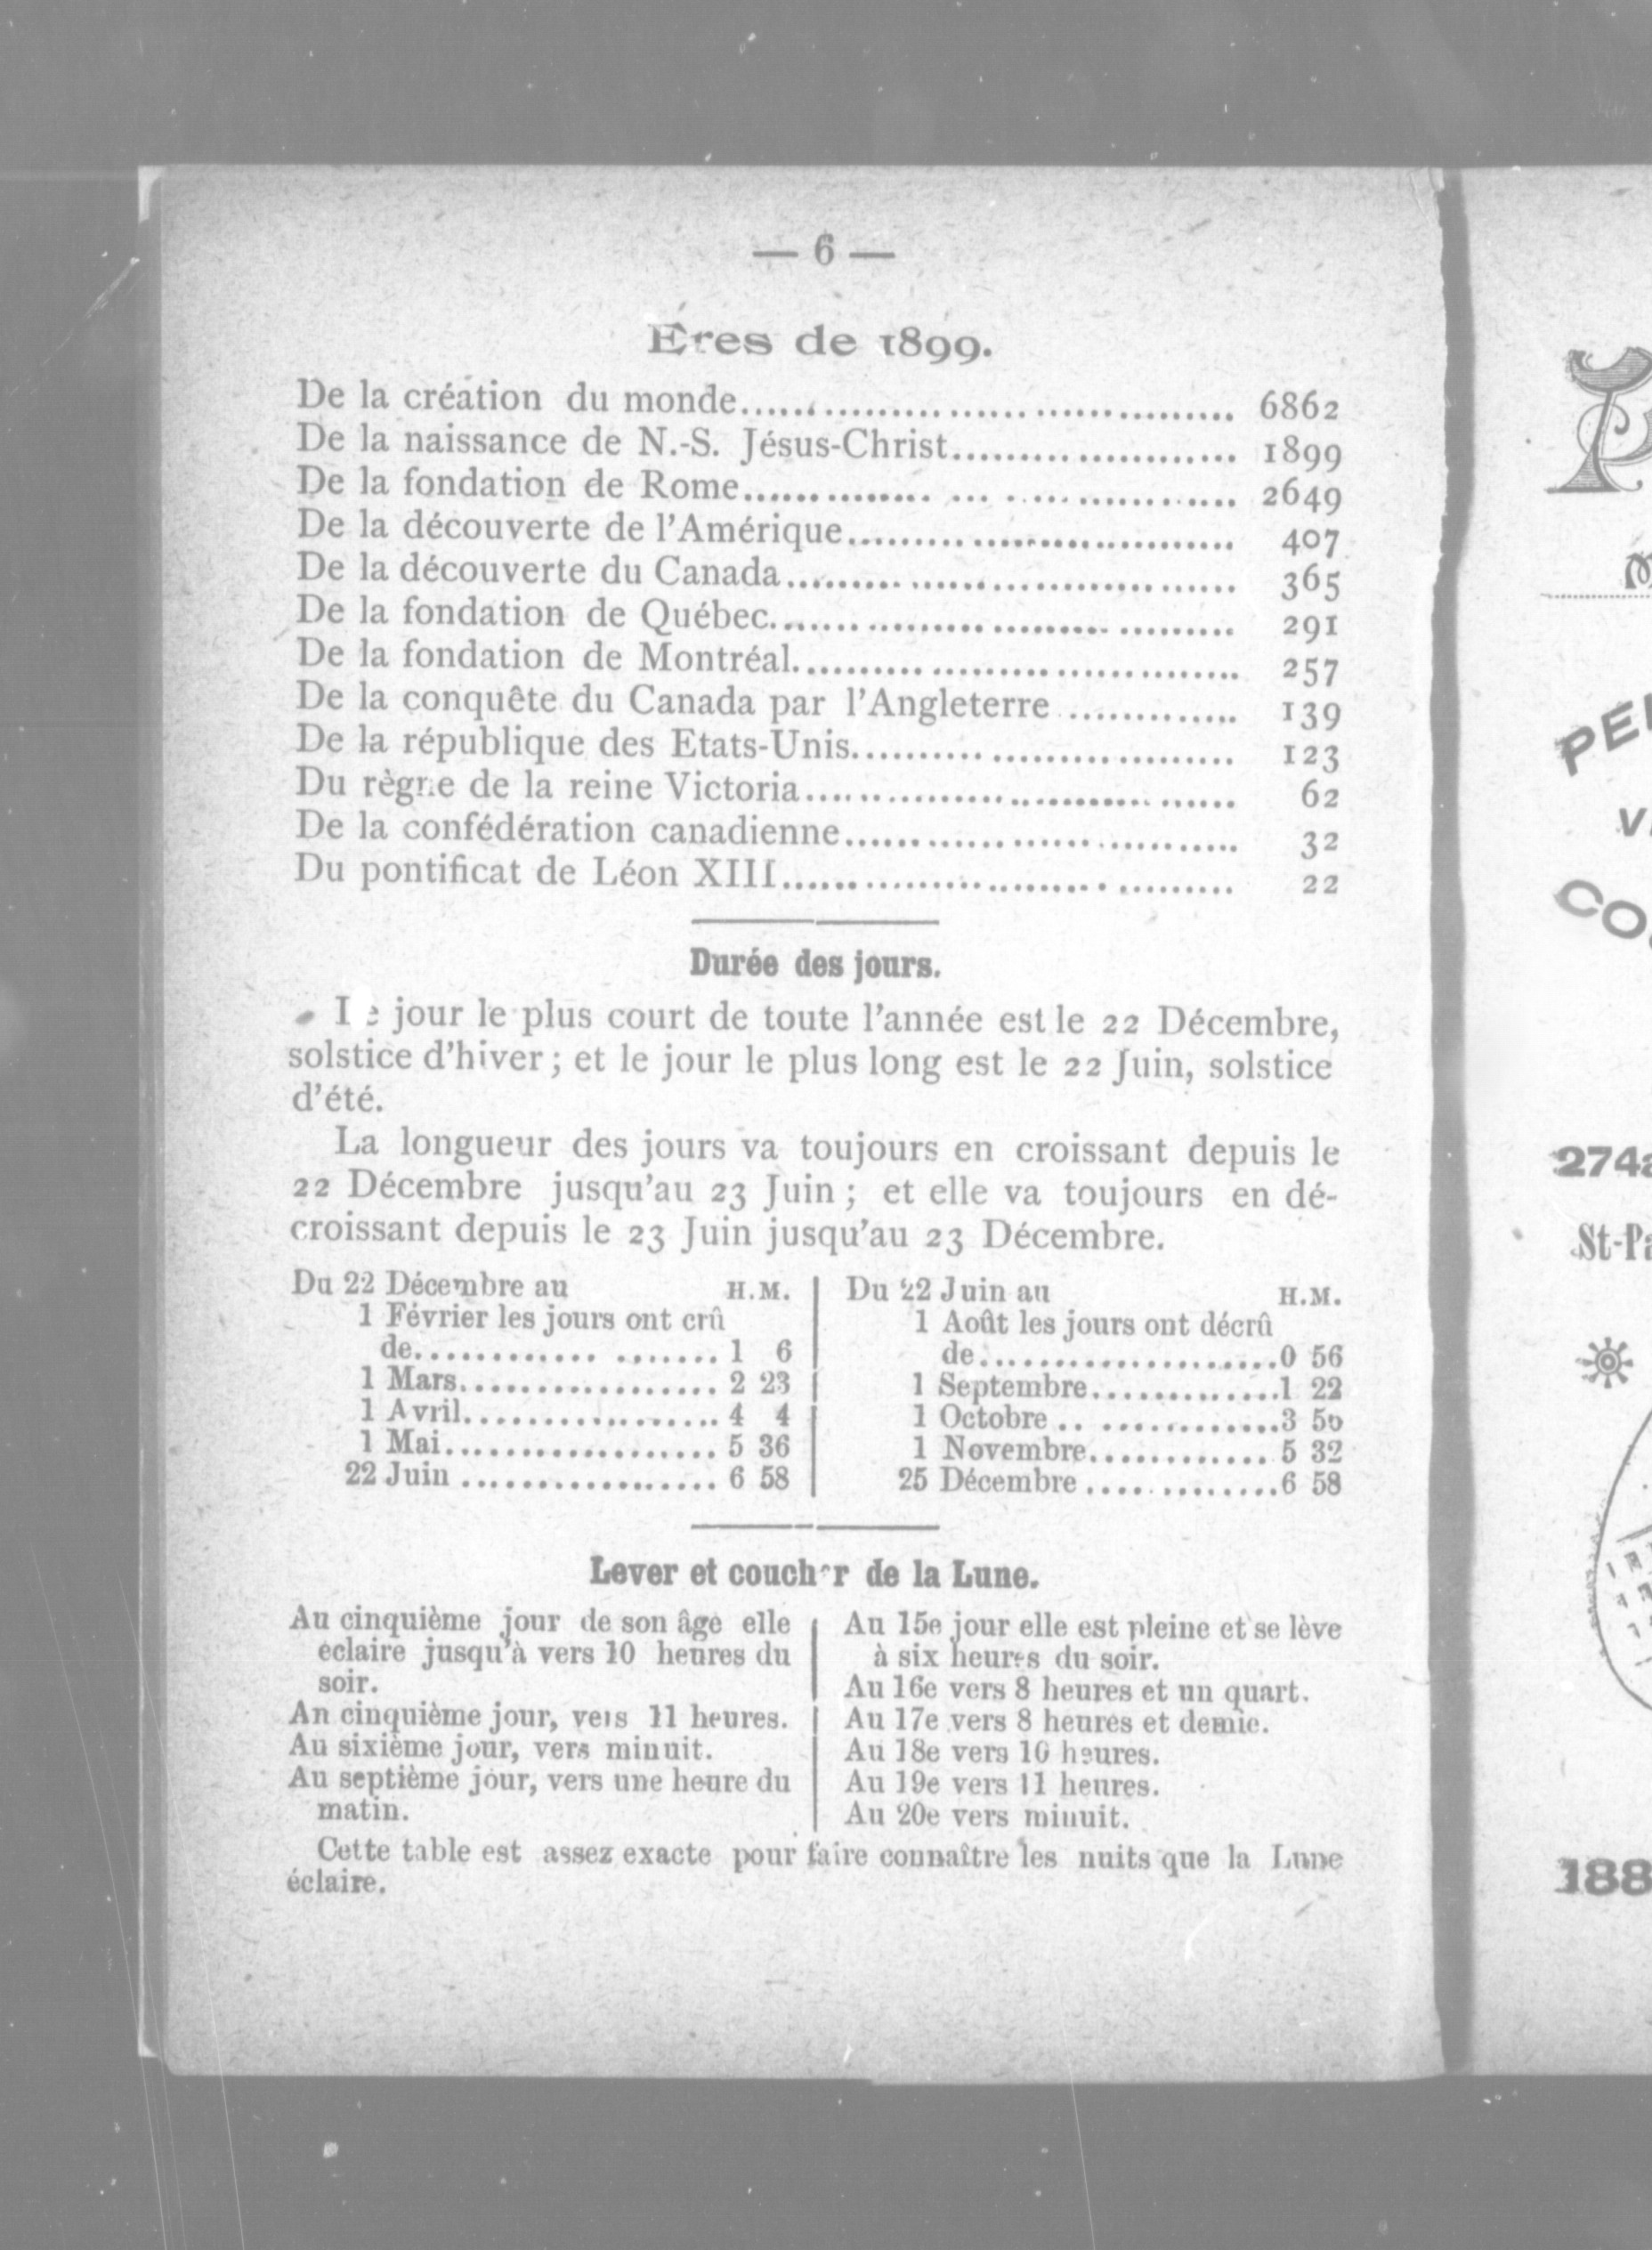 — 6 —
Eres de 1899.
De la création du monde.................................. 6862
De la naissance de N.-S. Jésus-Christ.................... 1899
De la fondation de Rome.................................. 2649
De la découverte de l'Amérique........................... 407
De la découverte du Canada............................... 365
De la fondation de Québec................................ 291
De la fondation de Montréal.............................. 257
De la conquête du Canada par l'Angleterre ............. 139
De la république des Etats-Unis.......................... 123
Du règne de la reine Victoria............................ 62
De la confédération canadienne........................... 32
Du pontificat de Léon XIII............................... 22
Durée des jours.
Le jour le plus court de toute l'année est le 22 Décembre,
solstice d'hiver ; et le jour le plus long est le 22 Juin, solstice
d'été.
La longueur des jours va toujours en croissant depuis le
22 Décembre jusqu'au 23 Juin ; et elle va toujours en dé-
croissant depuis le 23 Juin jusqu'au 23 Décembre.
Du 22 Décembre au H.M.
1 Février les jours ont crû
de.................... 1 6
1 Mars.................. 2 23
1 Avril.................. 4 4
1 Mai................... 5 36
22 Juin .................. 6 58
Du 22 Juin au H.M.
1 Août les jours ont décrû
de.....................0 56
1 Septembre.............1 22
1 Octobre .. ............3 50
1 Novembre............. 5 32
25 Décembre .............6 58
Lever et coucher de la Lune.
Au cinquième jour de son âge elle
éclaire jusqu'à vers 10 heures du
soir.
An cinquième jour, vers 11 heures.
Au sixième jour, vers minuit.
Au septième jour, vers une heure du
matin.
Au 15e jour elle est pleine et se lève
à six heures du soir.
Au 16e vers 8 heures et un quart.
Au 17e vers 8 heures et demie.
Au 18e vers 10 heures.
Au 19e vers 11 heures.
Au 20e vers minuit.
Cette table est assez exacte pour faire connaître les nuits que la Lune
éclaire.